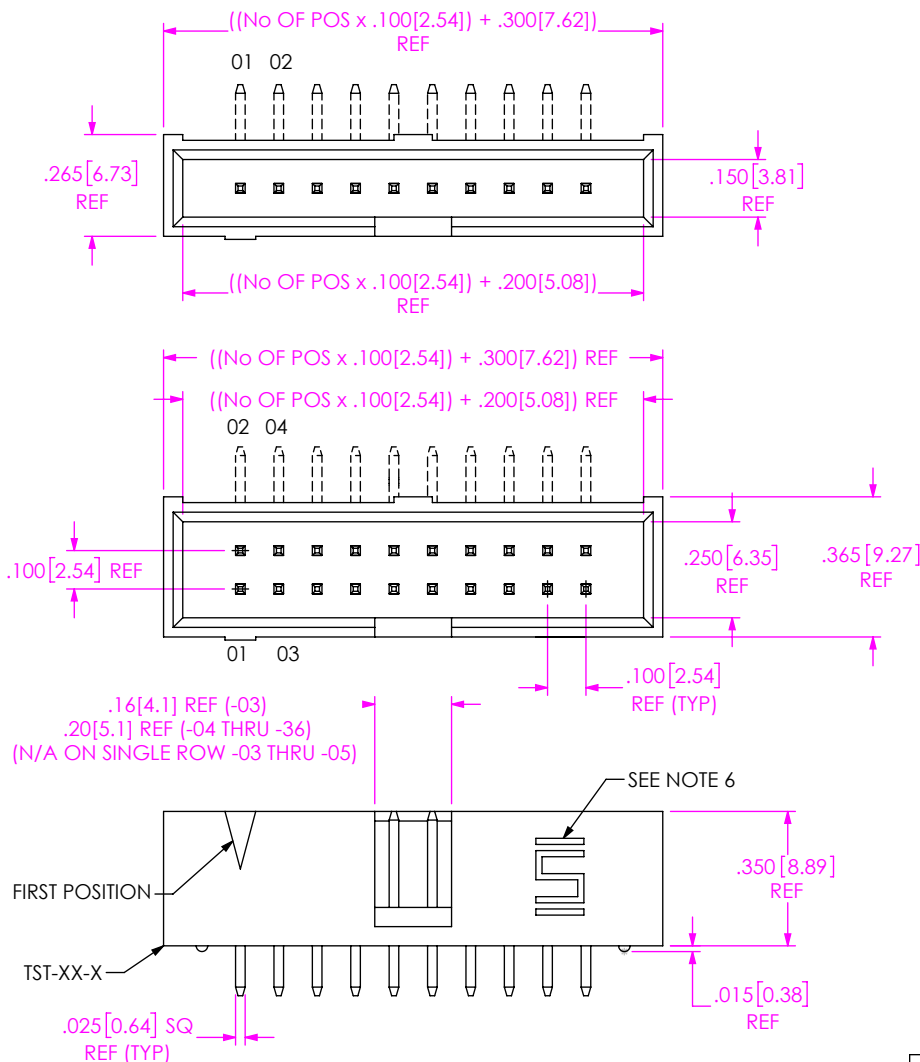 ((No OF POS x .100[2.54]) + .300[7.62])
REF
01 02
.265[6.73]
REF
.150[3.81]
REF
((No OF POS x .100[2.54]) + .200[5.08])
REF
((No OF POS x .100[2.54]) + .300[7.62]) REF
((No OF POS x .100[2.54]) + .200[5.08]) REF
02 04
.100[2.54] REF
.250[6.35]
REF
.365[9.27]
REF
01 03
.100[2.54]
REF (TYP)
.16[4.1] REF (-03)
.20[5.1] REF (-04 THRU -36)
(N/A ON SINGLE ROW -03 THRU -05)
SEE NOTE 6
FIRST POSITION
.350[8.89]
REF
TST-XX-X
.015[0.38]
REF
.025[0.64] SQ
REF (TYP)